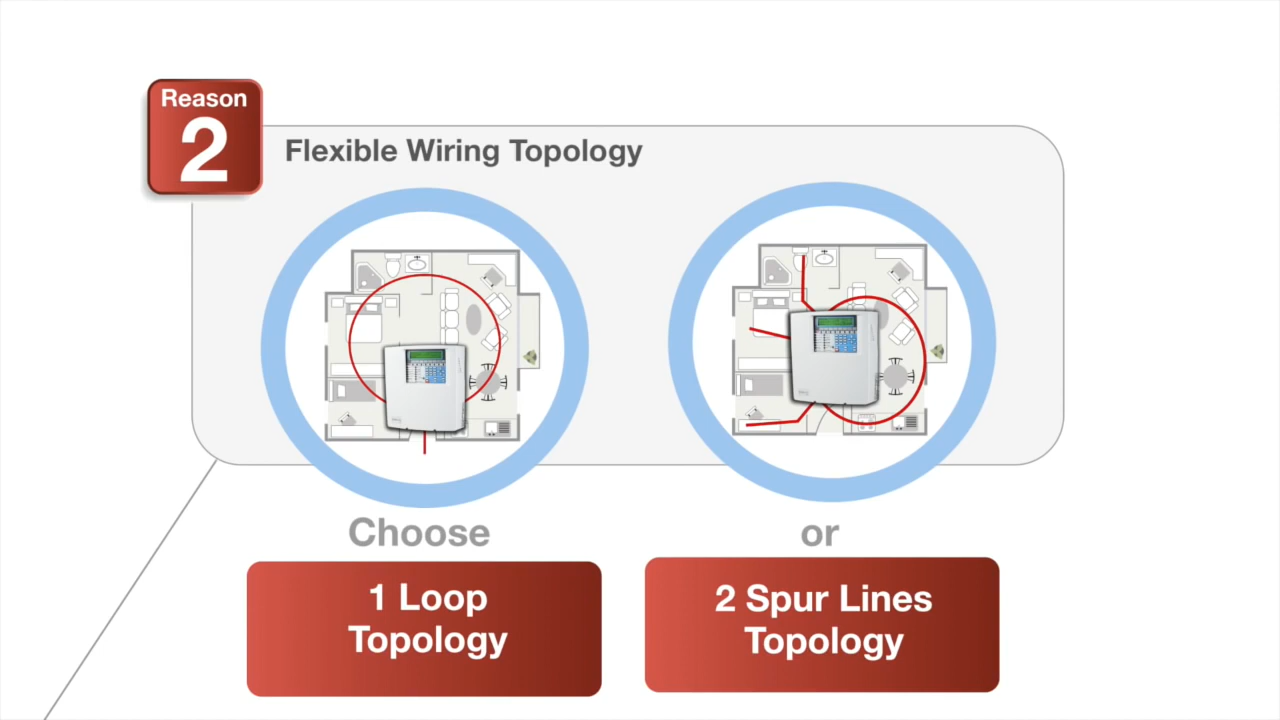 Reason
2
Flexible Wiring Topology
Choose
or
1 Loop
Topology
2 Spur Lines
Topology